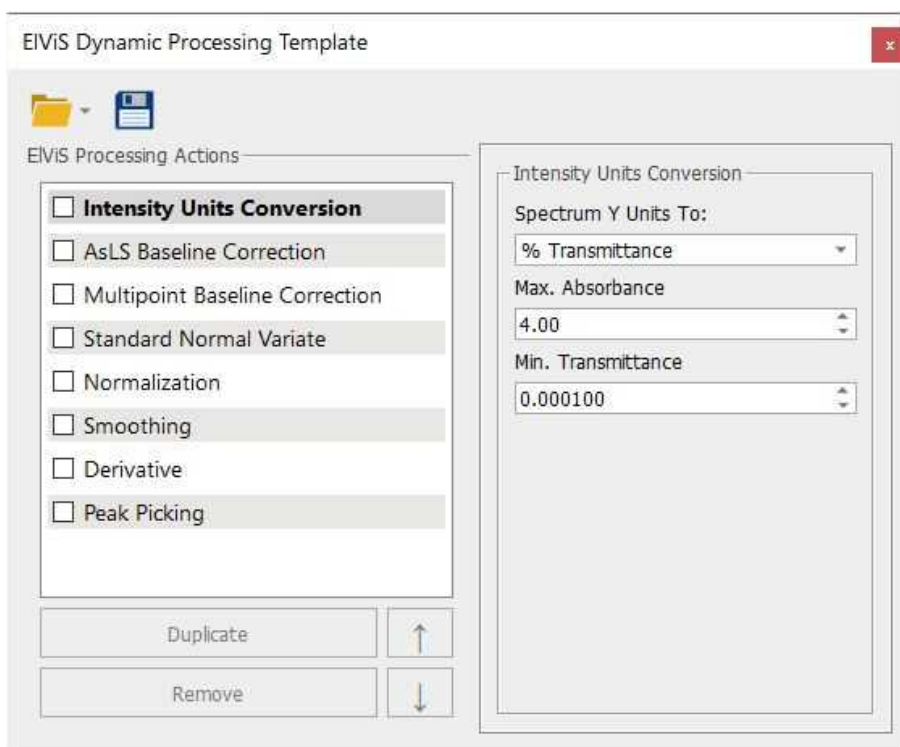 ElViS Dynamic Processing Template
x
ElViS Processing Actions
Intensity Units Conversion
AsLS Baseline Correction
Multipoint Baseline Correction
Standard Normal Variate
Normalization
Smoothing
Derivative
Peak Picking
Duplicate
Remove
Intensity Units Conversion
Spectrum Y Units To:
% Transmittance
Max. Absorbance
4.00
Min. Transmittance
0.000100